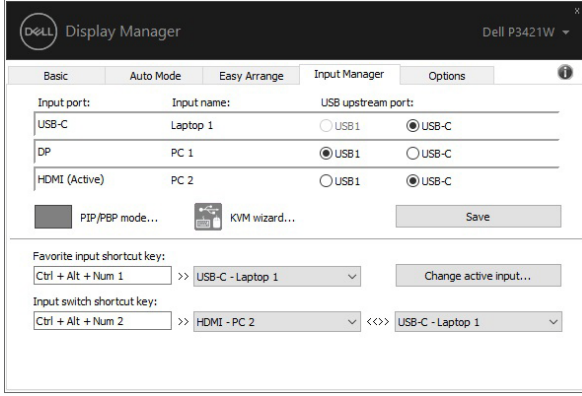 DELL Display Manager Dell P3421W
Basic Auto Mode Easy Arrange Input Manager Options
Input port: Input name: USB upstream port:
USB-C Laptop 1 USB1 USB-C
DP PC 1 USB1 USB-C
HDMI (Active) PC 2 USB1 USB-C
PIP/PBP mode... KVM wizard... Save
Favorite input shortcut key:
Ctrl + Alt + Num 1 >> USB-C - Laptop 1 Change active input...
Input switch shortcut key:
Ctrl + Alt + Num 2 >> HDMI - PC 2 <<>> USB-C - Laptop 1